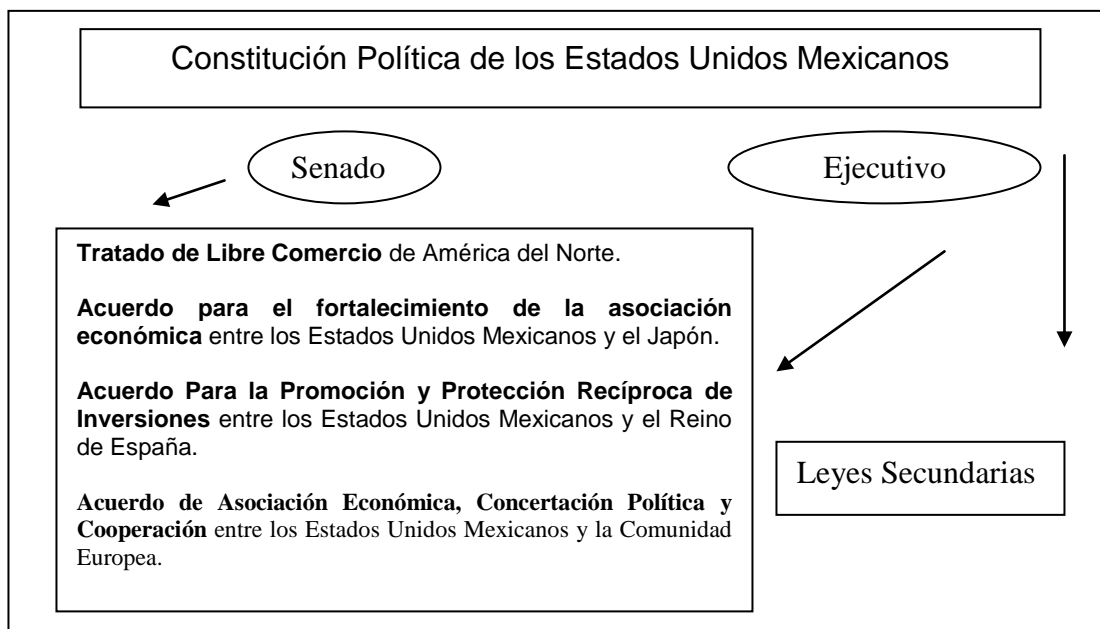 Constitución Política de los Estados Unidos Mexicanos
Senado
Ejecutivo
Tratado de Libre Comercio de América del Norte.
Acuerdo para el fortalecimiento de la asociación
económica entre los Estados Unidos Mexicanos y el Japón.
Acuerdo Para la Promoción y Protección Recíproca de
Inversiones entre los Estados Unidos Mexicanos y el Reino
de España.
Acuerdo de Asociación Económica, Concertación Política y
Cooperación entre los Estados Unidos Mexicanos y la Comunidad
Europea.
Leyes Secundarias